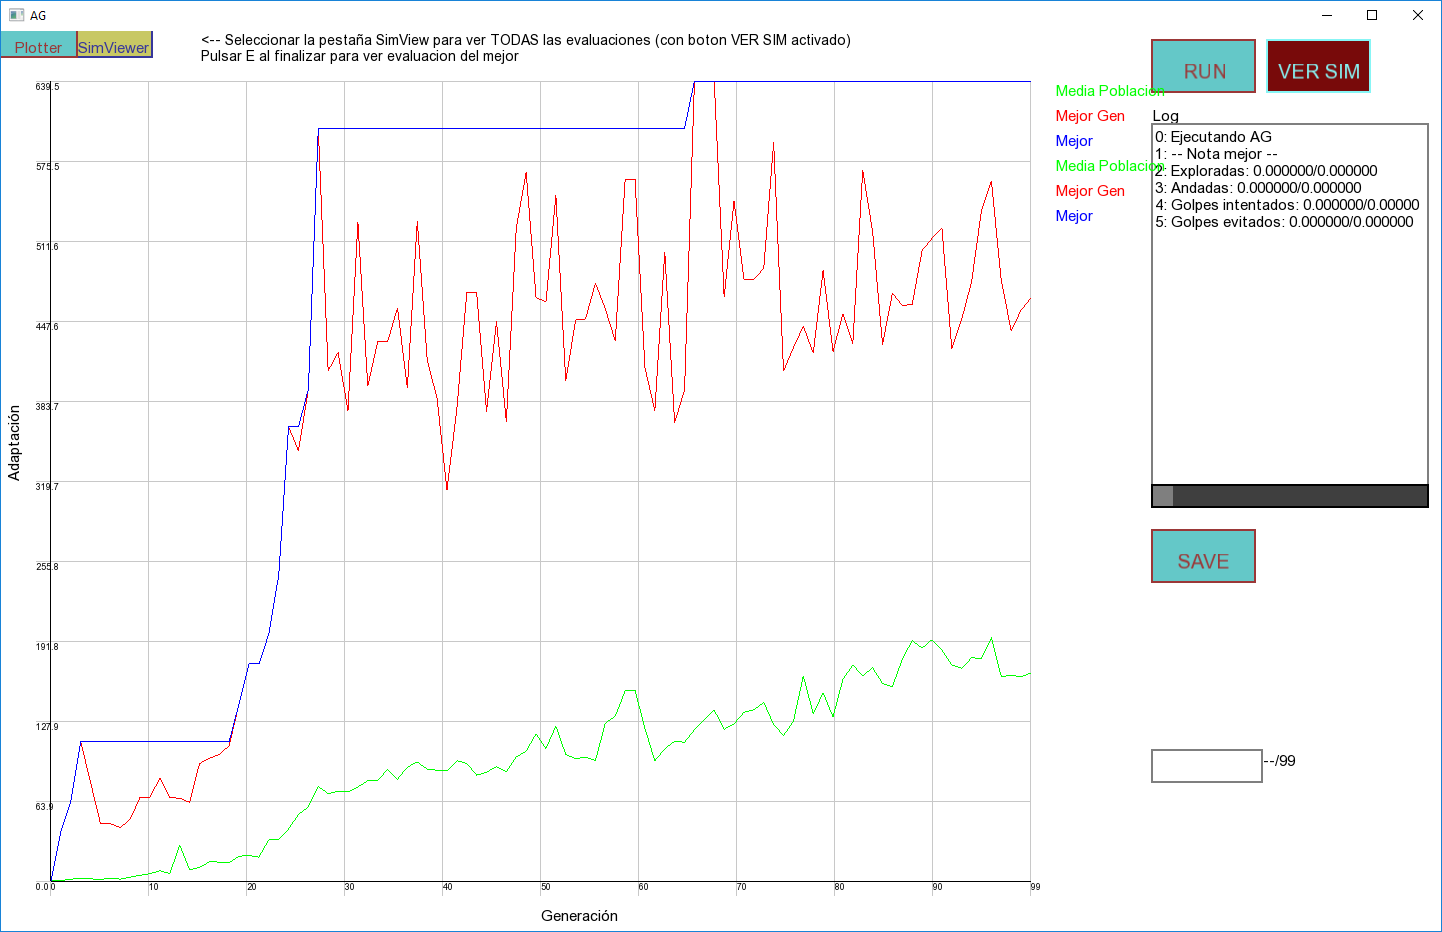 AG
Plotter
SimViewer
<-- Seleccionar la pestaña SimView para ver TODAS las evaluaciones (con boton VER SIM activado)
Pulsar E al finalizar para ver evaluacion del mejor
RUN
VER SIM
639.5
575.5
511.6
447.6
383.7
319.7
255.8
191.8
127.9
63.9
0.0
Adaptación
0
10
20
30
40
50
60
70
80
90
99
Generación
Media Poblacion
Mejor Gen
Mejor
Media Poblacion
Mejor Gen
Mejor
Log
0: Ejecutando AG
1: -- Nota mejor --
2: Exploradas: 0.000000/0.000000
3: Andadas: 0.000000/0.000000
4: Golpes intentados: 0.000000/0.00000
5: Golpes evitados: 0.000000/0.000000
SAVE
--/99